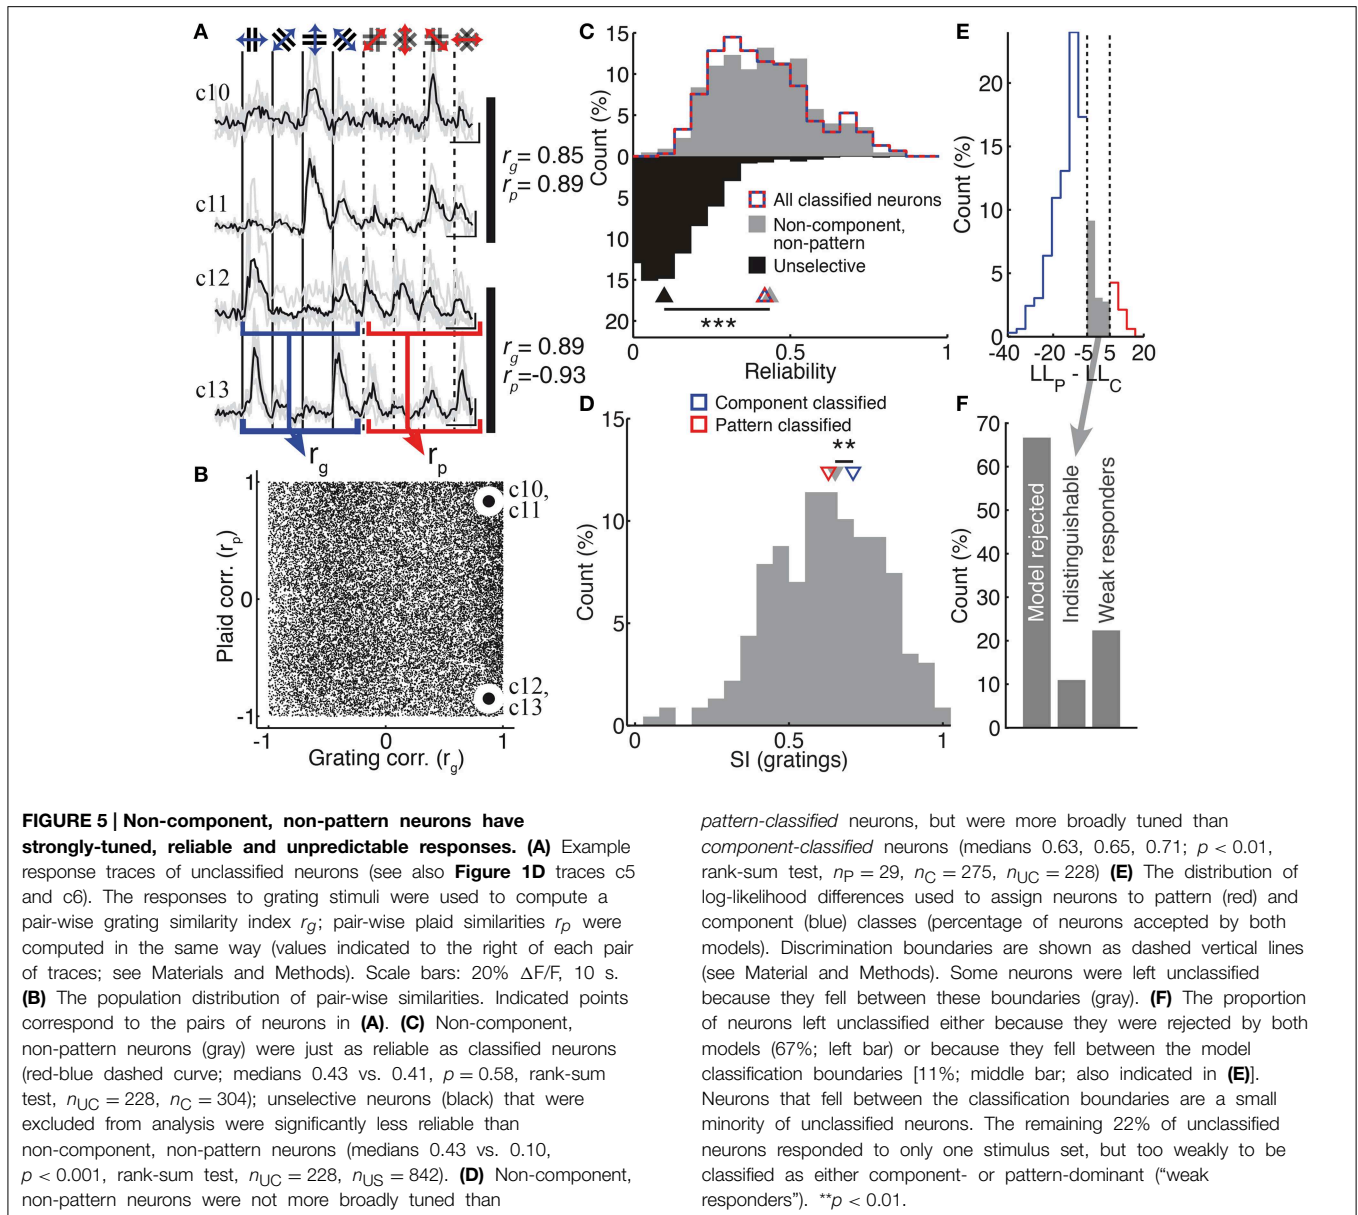 A
c10
c11
c12
c13
rg= 0.85
rp= 0.89
rg= 0.89
rp=-0.93
rg
rp
B
Plaid corr. (rp)
1
0
-1
-1
0
1
Grating corr. (rg)
c10,
c11
c12,
c13
C
Count (%)
15
10
5
0
5
10
15
20
All classified neurons
Non-component,
non-pattern
Unselective
***
0
0.5
1
Reliability
D
Component classified
Pattern classified
**
Count (%)
15
10
5
0
0
0.5
1
SI (gratings)
E
Count (%)
20
15
10
5
0
-40
-20
-5
5
20
LLP - LLC
F
Count (%)
70
60
50
40
30
20
10
0
Model rejected
Indistinguishable
Weak responders
FIGURE 5 | Non-component, non-pattern neurons have
strongly-tuned, reliable and unpredictable responses. (A) Example
response traces of unclassified neurons (see also Figure 1D traces c5
and c6). The responses to grating stimuli were used to compute a
pair-wise grating similarity index rg; pair-wise plaid similarities rp were
computed in the same way (values indicated to the right of each pair
of traces; see Materials and Methods). Scale bars: 20% ΔF/F, 10 s.
(B) The population distribution of pair-wise similarities. Indicated points
correspond to the pairs of neurons in (A). (C) Non-component,
non-pattern neurons (gray) were just as reliable as classified neurons
(red-blue dashed curve; medians 0.43 vs. 0.41, p = 0.58, rank-sum
test, nUC = 228, nC = 304); unselective neurons (black) that were
excluded from analysis were significantly less reliable than
non-component, non-pattern neurons (medians 0.43 vs. 0.10,
p < 0.001, rank-sum test, nUC = 228, nUS = 842). (D) Non-component,
non-pattern neurons were not more broadly tuned than
pattern-classified neurons, but were more broadly tuned than
component-classified neurons (medians 0.63, 0.65, 0.71; p < 0.01,
rank-sum test, nP = 29, nC = 275, nUC = 228) (E) The distribution of
log-likelihood differences used to assign neurons to pattern (red) and
component (blue) classes (percentage of neurons accepted by both
models). Discrimination boundaries are shown as dashed vertical lines
(see Material and Methods). Some neurons were left unclassified
because they fell between these boundaries (gray). (F) The proportion
of neurons left unclassified either because they were rejected by both
models (67%; left bar) or because they fell between the model
classification boundaries [11%; middle bar; also indicated in (E)].
Neurons that fell between the classification boundaries are a small
minority of unclassified neurons. The remaining 22% of unclassified
neurons responded to only one stimulus set, but too weakly to be
classified as either component- or pattern-dominant (“weak
responders”). **p < 0.01.